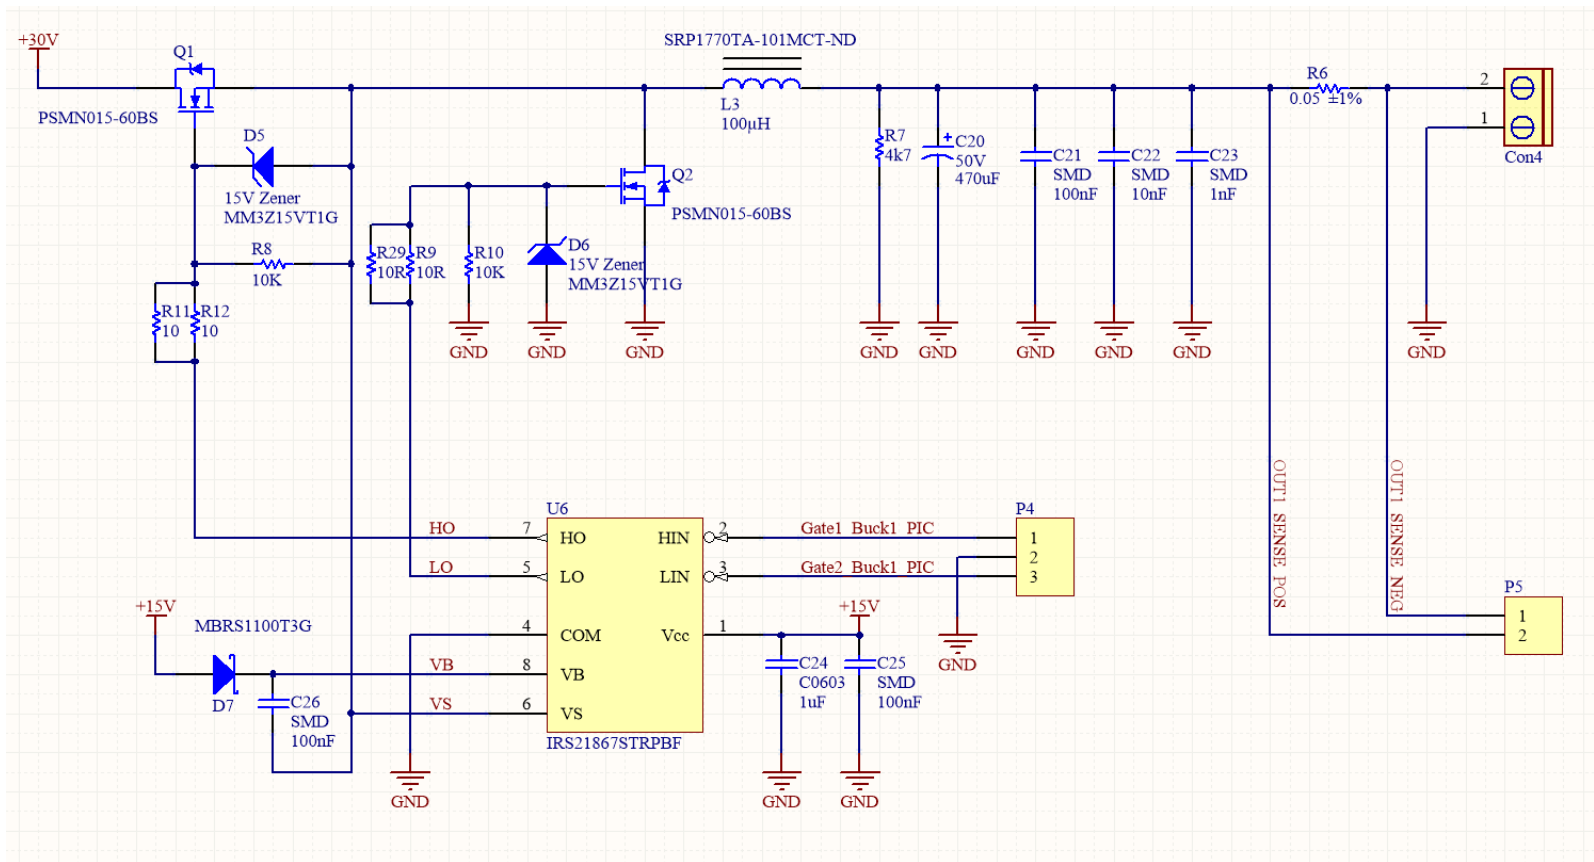 +30V
Q1
PSMN015-60BS
D5
15V Zener
MM3Z15VT1G
R8
10K
R11
10
R12
10
R29
10R
R9
10R
R10
10K
D6
15V Zener
MM3Z15VT1G
Q2
PSMN015-60BS
GND
GND
GND
SRP1770TA-101MCT-ND
L3
100µH
R7
4k7
C20
50V
470uF
C21
SMD
100nF
C22
SMD
10nF
C23
SMD
1nF
GND
GND
GND
GND
GND
R6
0.05 ±1%
2
1
Con4
GND
OUT1 SENSE POS
OUT1 SENSE NEG
P5
1
2
U6
HO
7
HO
LO
5
LO
4
COM
VB
8
VB
VS
6
VS
HIN
2
LIN
3
Vcc
1
IRS21867STRPBF
Gate1 Buck1 PIC
Gate2 Buck1 PIC
P4
1
2
3
GND
+15V
C24
C0603
1uF
C25
SMD
100nF
GND
GND
+15V
MBRS1100T3G
D7
C26
SMD
100nF
GND